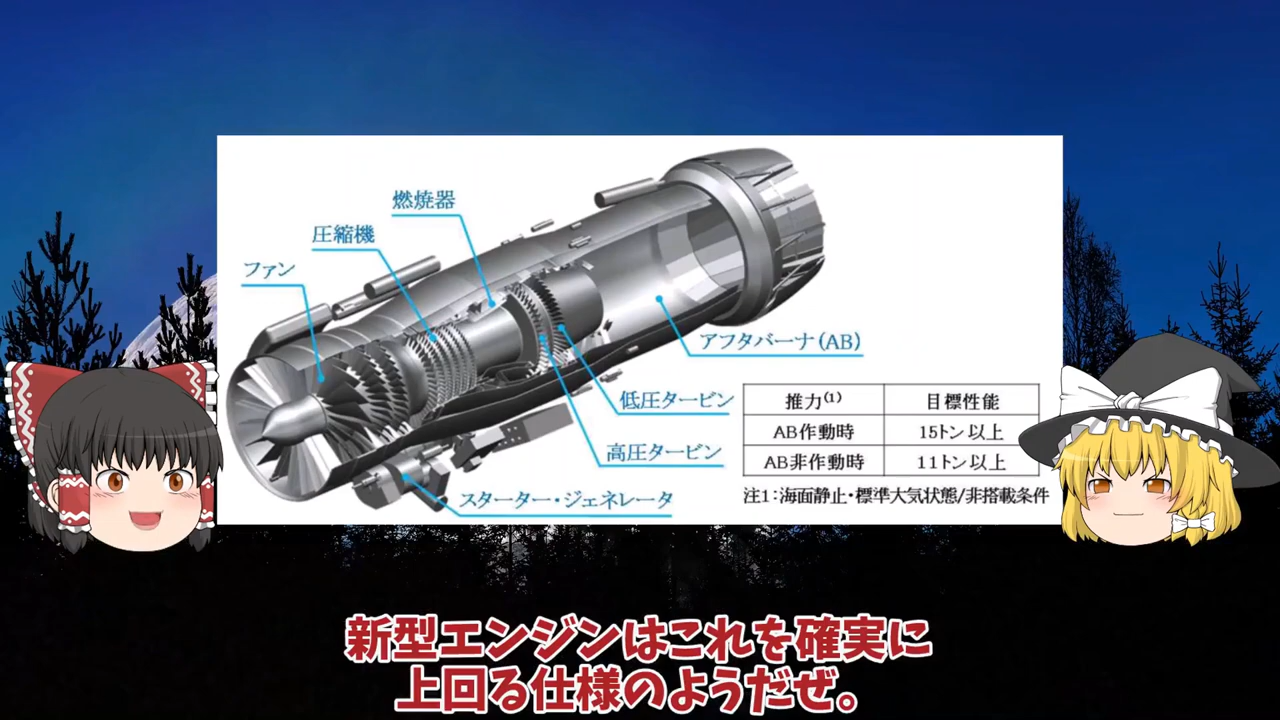 燃焼器
圧縮機
ファン
アフタバーナ(AB)
低圧タービン
高圧タービン
スターター・ジェネレータ
推力(1) 目標性能
AB作動時 15トン以上
AB非作動時 11トン以上
注1:海面静止・標準大気状態/非搭載条件
新型エンジンはこれを確実に
上回る仕様のようだぜ。